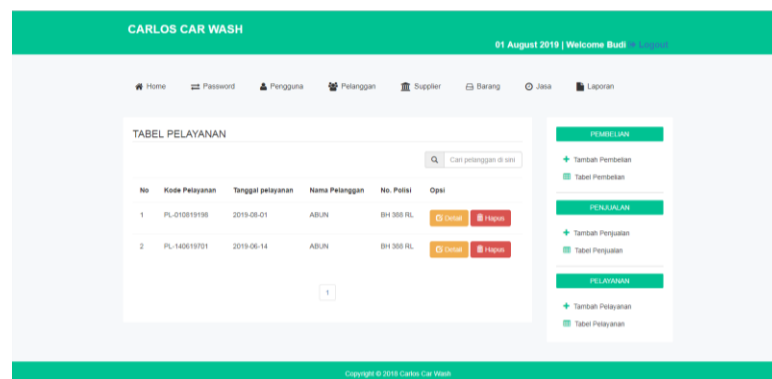 CARLOS CAR WASH
01 August 2019 | Welcome Budi Logout
Home Password Pengguna Pelanggan Supplier Barang Jasa Laporan
TABEL PELAYANAN
Cari pelanggan di sini
No Kode Pelayanan Tanggal pelayanan Nama Pelanggan No. Polisi Opsi
1 PL-010819198 2019-08-01 ABUN BH 388 RL Detail Hapus
2 PL-140619701 2019-06-14 ABUN BH 388 RL Detail Hapus
1
PEMBELIAN
Tambah Pembelian
Tabel Pembelian
PENJUALAN
Tambah Penjualan
Tabel Penjualan
PELAYANAN
Tambah Pelayanan
Tabel Pelayanan
Copyright © 2018 Carlos Car Wash